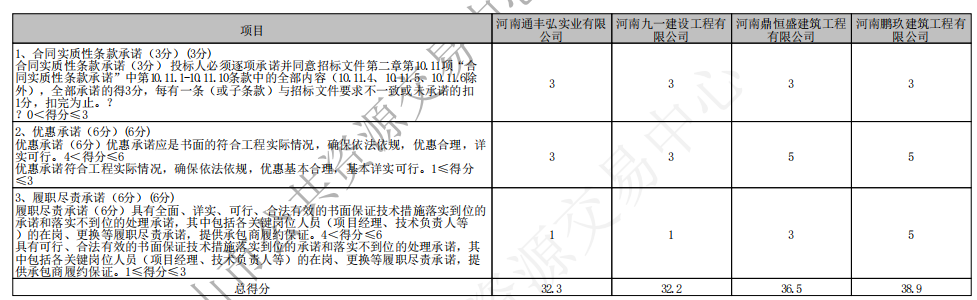 项目 河南通丰弘实业有限公司 河南九一建设工程有限公司 河南鼎恒盛建筑工程有限公司 河南鹏玖建筑工程有限公司
1、合同实质性条款承诺（3分）(3分)
合同实质性条款承诺（3分） 投标人必须逐项承诺并同意招标文件第二章第10.11项“合
同实质性条款承诺”中第10.11.1-10.11.10条款中的全部内容（10.11.4、10.11.5、10.11.6除
外），全部承诺的得3分，每有一条（或子条款）与招标文件要求不一致或未承诺的扣
1分，扣完为止。？
？0<得分≤3
3 3 3 3
2、优惠承诺（6分）(6分)
优惠承诺（6分）优惠承诺应是书面的符合工程实际情况，确保依法依规，优惠合理，详
实可行。4<得分≤6
优惠承诺符合工程实际情况，确保依法依规，优惠基本合理，基本详实可行。1≤得分
≤3
3 3 5 5
3、履职尽责承诺（6分）(6分)
履职尽责承诺（6分）具有全面、详实、可行、合法有效的书面保证技术措施落实到位的
承诺和落实不到位的处理承诺，其中包括各关键岗位人员（项目经理、技术负责人等
）的在岗、更换等履职尽责承诺，提供承包商履约保证。4<得分≤6
具有可行、合法有效的书面保证技术措施落实到位的承诺和落实不到位的处理承诺，其
中包括各关键岗位人员（项目经理、技术负责人等）的在岗、更换等履职尽责承诺，提
供承包商履约保证。1≤得分≤3
1 1 3 5
总得分 32.3 32.2 36.5 38.9
共资源交易中心
资源交易中心